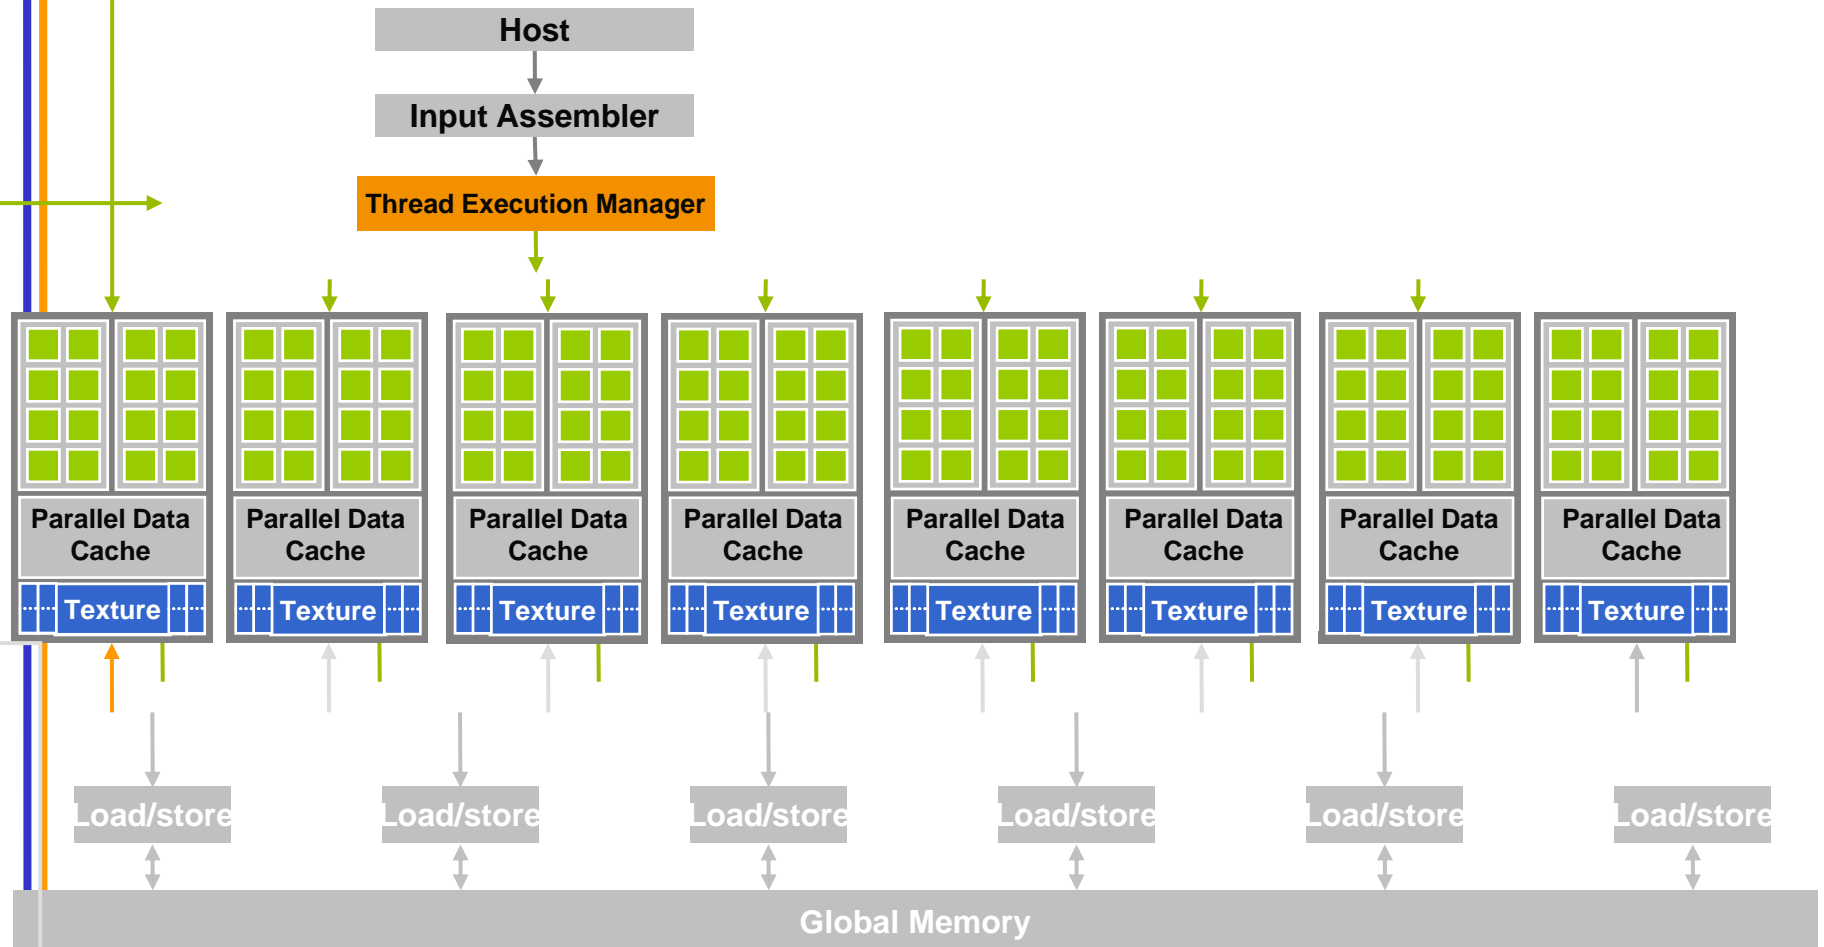 Host
Input Assembler
Thread Execution Manager
Parallel Data
Cache
Parallel Data
Cache
Parallel Data
Cache
Parallel Data
Cache
Parallel Data
Cache
Parallel Data
Cache
Parallel Data
Cache
Parallel Data
Cache
Texture
Texture
Texture
Texture
Texture
Texture
Texture
Texture
Load/store
Load/store
Load/store
Load/store
Load/store
Load/store
Global Memory